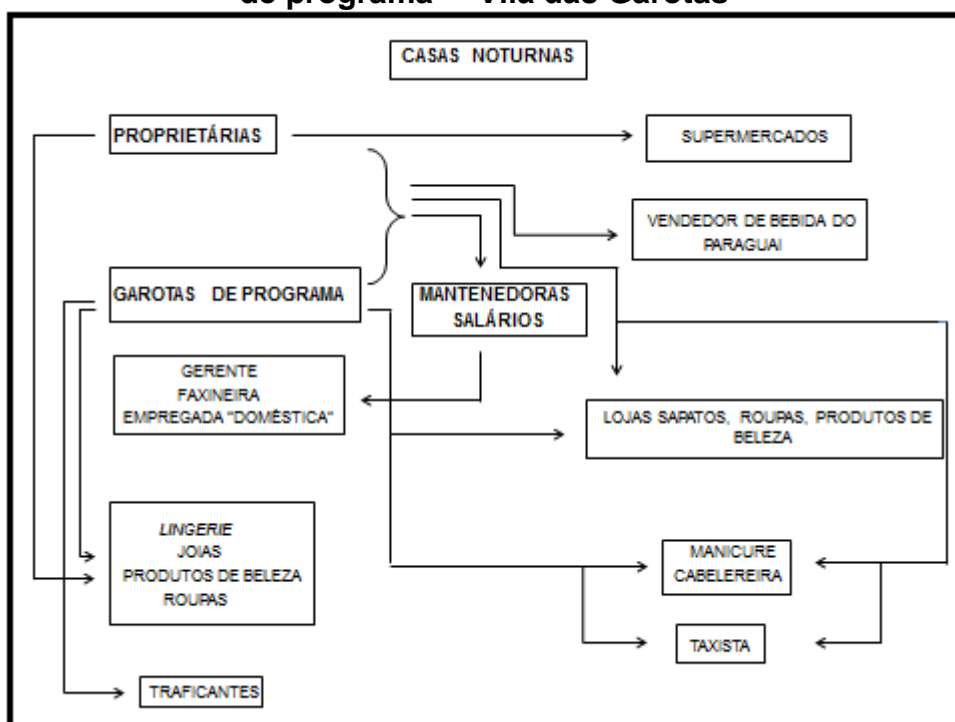 de programa – Vila das Garotas
CASAS NOTURNAS
PROPRIETÁRIAS
SUPERMERCADOS
VENDEDOR DE BEBIDA DO
PARAGUAI
GAROTAS DE PROGRAMA
MANTENEDORAS
SALÁRIOS
GERENTE
FAXINEIRA
EMPREGADA "DOMÉSTICA"
LOJAS SAPATOS, ROUPAS, PRODUTOS DE
BELEZA
LINGERIE
JOIAS
PRODUTOS DE BELEZA
ROUPAS
MANICURE
CABELEREIRA
TAXISTA
TRAFICANTES